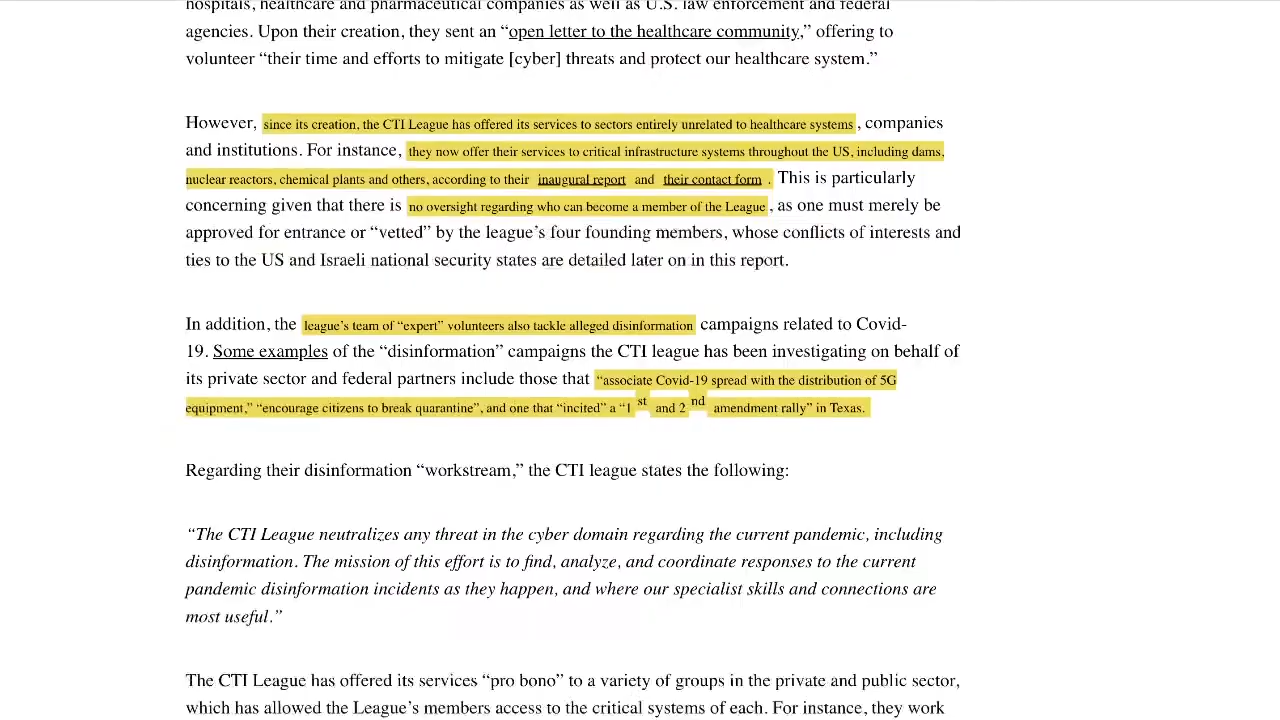 hospitals, healthcare and pharmaceutical companies as well as U.S. law enforcement and federal
agencies. Upon their creation, they sent an “open letter to the healthcare community,” offering to
volunteer “their time and efforts to mitigate [cyber] threats and protect our healthcare system.”
However, since its creation, the CTI League has offered its services to sectors entirely unrelated to healthcare systems, companies
and institutions. For instance, they now offer their services to critical infrastructure systems throughout the US, including dams,
nuclear reactors, chemical plants and others, according to their inaugural report and their contact form . This is particularly
concerning given that there is no oversight regarding who can become a member of the League, as one must merely be
approved for entrance or “vetted” by the league’s four founding members, whose conflicts of interests and
ties to the US and Israeli national security states are detailed later on in this report.
In addition, the league’s team of “expert” volunteers also tackle alleged disinformation campaigns related to Covid-
19. Some examples of the “disinformation” campaigns the CTI league has been investigating on behalf of
its private sector and federal partners include those that “associate Covid-19 spread with the distribution of 5G
equipment,” “encourage citizens to break quarantine”, and one that “incited” a “1st and 2nd amendment rally” in Texas.
Regarding their disinformation “workstream,” the CTI league states the following:
“The CTI League neutralizes any threat in the cyber domain regarding the current pandemic, including
disinformation. The mission of this effort is to find, analyze, and coordinate responses to the current
pandemic disinformation incidents as they happen, and where our specialist skills and connections are
most useful.”
The CTI League has offered its services “pro bono” to a variety of groups in the private and public sector,
which has allowed the League’s members access to the critical systems of each. For instance, they work